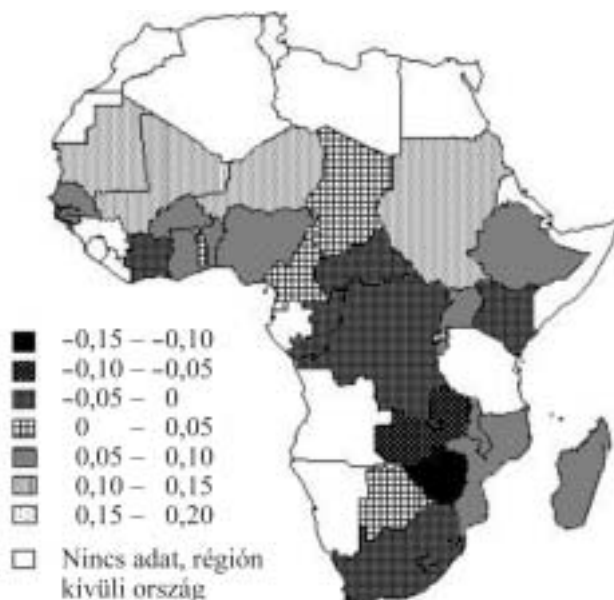 -0,15 – -0,10
-0,10 – -0,05
-0,05 – 0
0 – 0,05
0,05 – 0,10
0,10 – 0,15
0,15 – 0,20
Nincs adat, régión
kívüli ország